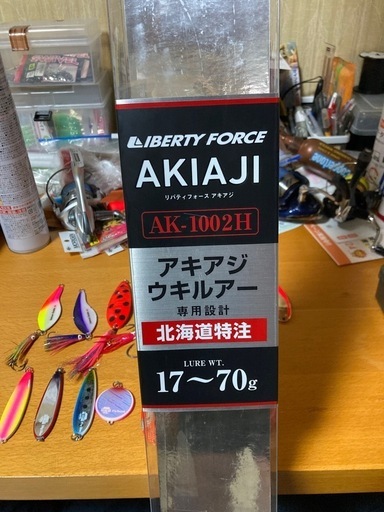 LIBERTY FORCE
AKIAJI
リバティフォース アキアジ
AK-1002H
アキアジ
ウキルアー
専用設計
北海道特注
LURE WT.
17～70g